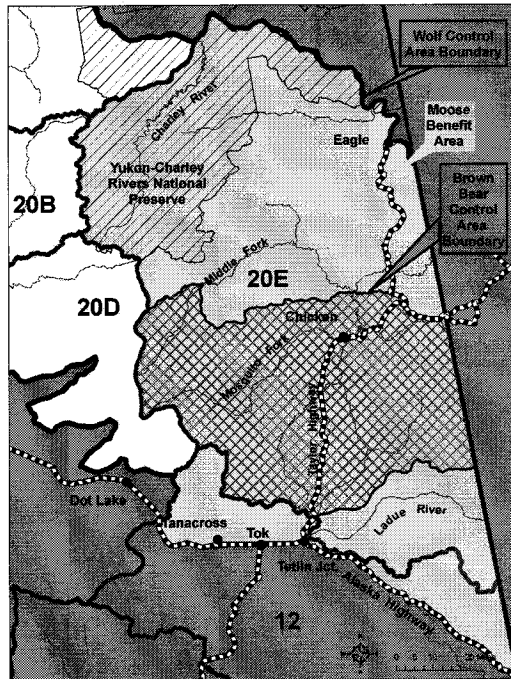 Wolf Control
Area Boundary
Charley River
Moose
Benefit
Area
Eagle
Yukon-Charley
Rivers National
Preserve
Brown
Bear
Control
Area
Boundary
20B
Middle Fork
20E
20D
Chicken
Mosquito Fork
Taylor Highway
Dot Lake
Ladue River
Tanacross
Tok
Tetlin Jct.
Alaska Highway
12